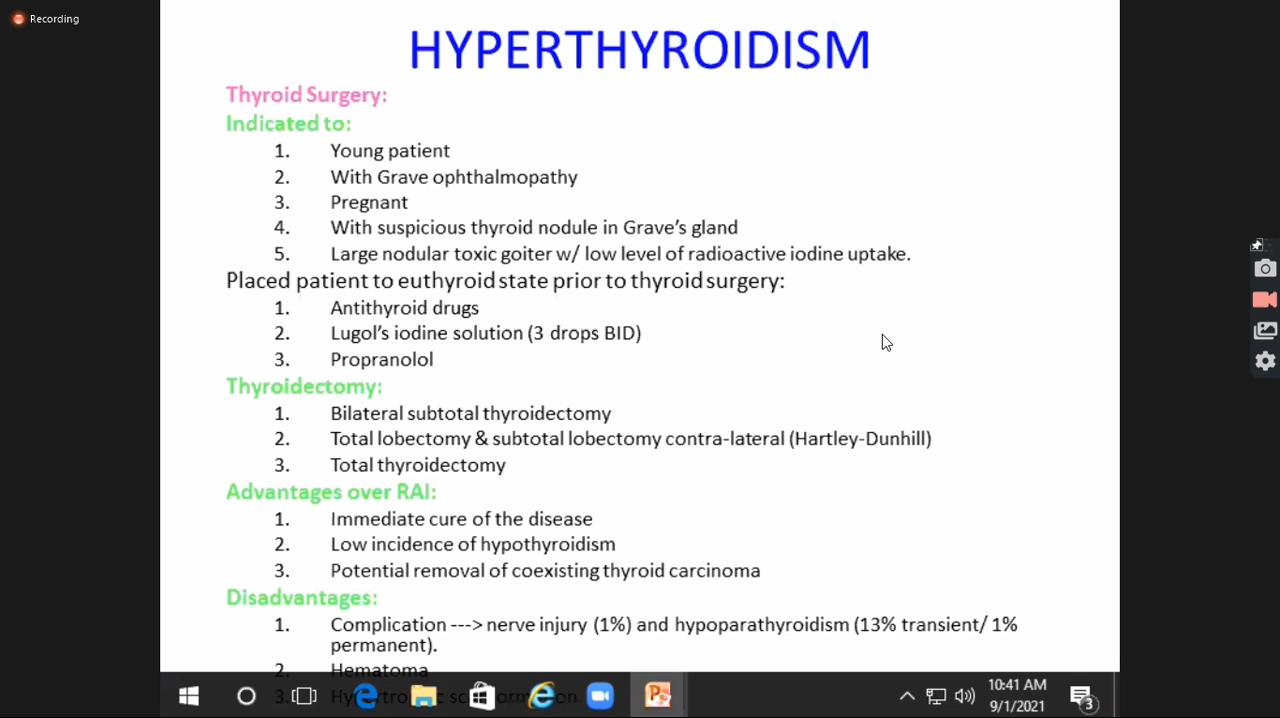 Recording
HYPERTHYROIDISM
Thyroid Surgery:
Indicated to:
1. Young patient
2. With Grave ophthalmopathy
3. Pregnant
4. With suspicious thyroid nodule in Grave's gland
5. Large nodular toxic goiter w/ low level of radioactive iodine uptake.
Placed patient to euthyroid state prior to thyroid surgery:
1. Antithyroid drugs
2. Lugol's iodine solution (3 drops BID)
3. Propranolol
Thyroidectomy:
1. Bilateral subtotal thyroidectomy
2. Total lobectomy & subtotal lobectomy contra-lateral (Hartley-Dunhill)
3. Total thyroidectomy
Advantages over RAI:
1. Immediate cure of the disease
2. Low incidence of hypothyroidism
3. Potential removal of coexisting thyroid carcinoma
Disadvantages:
1. Complication ---> nerve injury (1%) and hypoparathyroidism (13% transient/ 1%
permanent).
2. Hematoma
3.
10:41 AM
9/1/2021
3